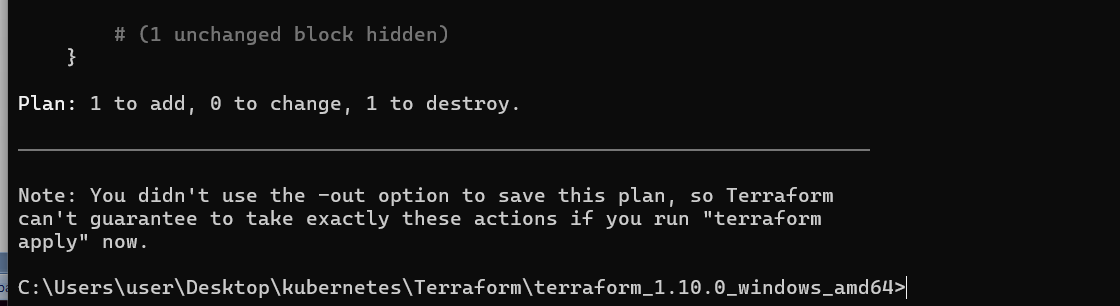 # (1 unchanged block hidden)
}
Plan: 1 to add, 0 to change, 1 to destroy.
Note: You didn't use the -out option to save this plan, so Terraform
can't guarantee to take exactly these actions if you run "terraform
apply" now.
C:\Users\user\Desktop\kubernetes\Terraform\terraform_1.10.0_windows_amd64>